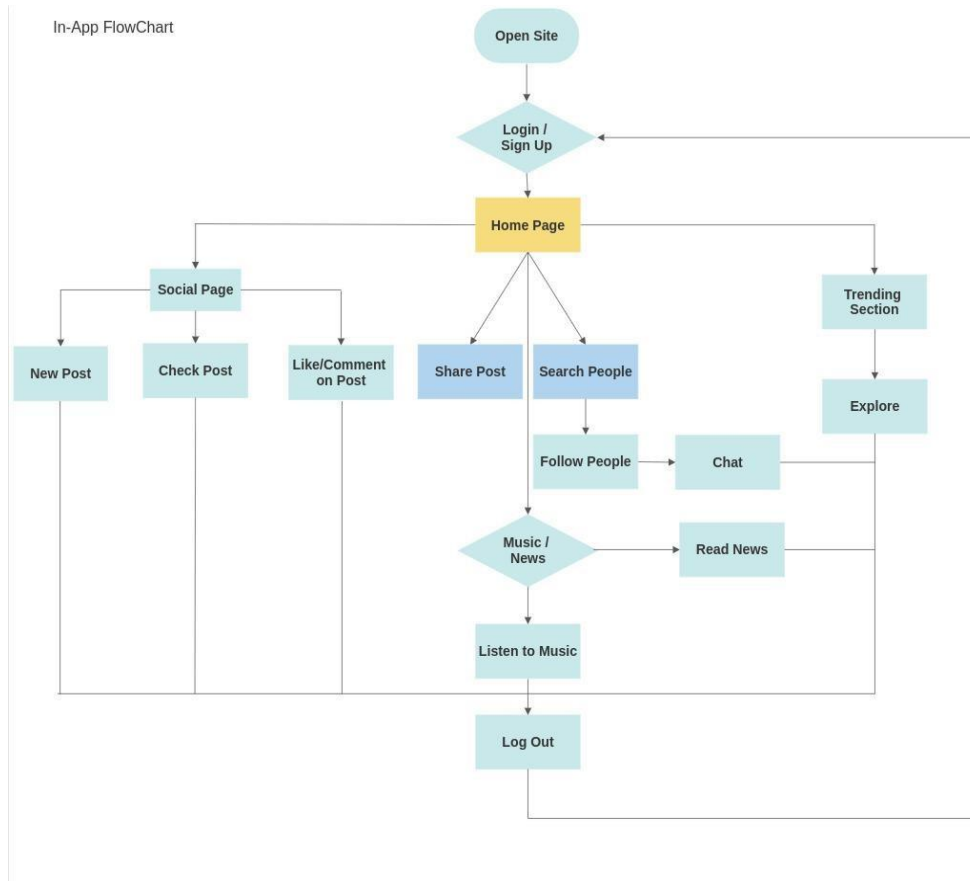 In-App FlowChart
Open Site
Login /
Sign Up
Home Page
Social Page
Trending
Section
New Post
Check Post
Like/Comment
on Post
Share Post
Search People
Explore
Follow People
Chat
Music /
News
Read News
Listen to Music
Log Out